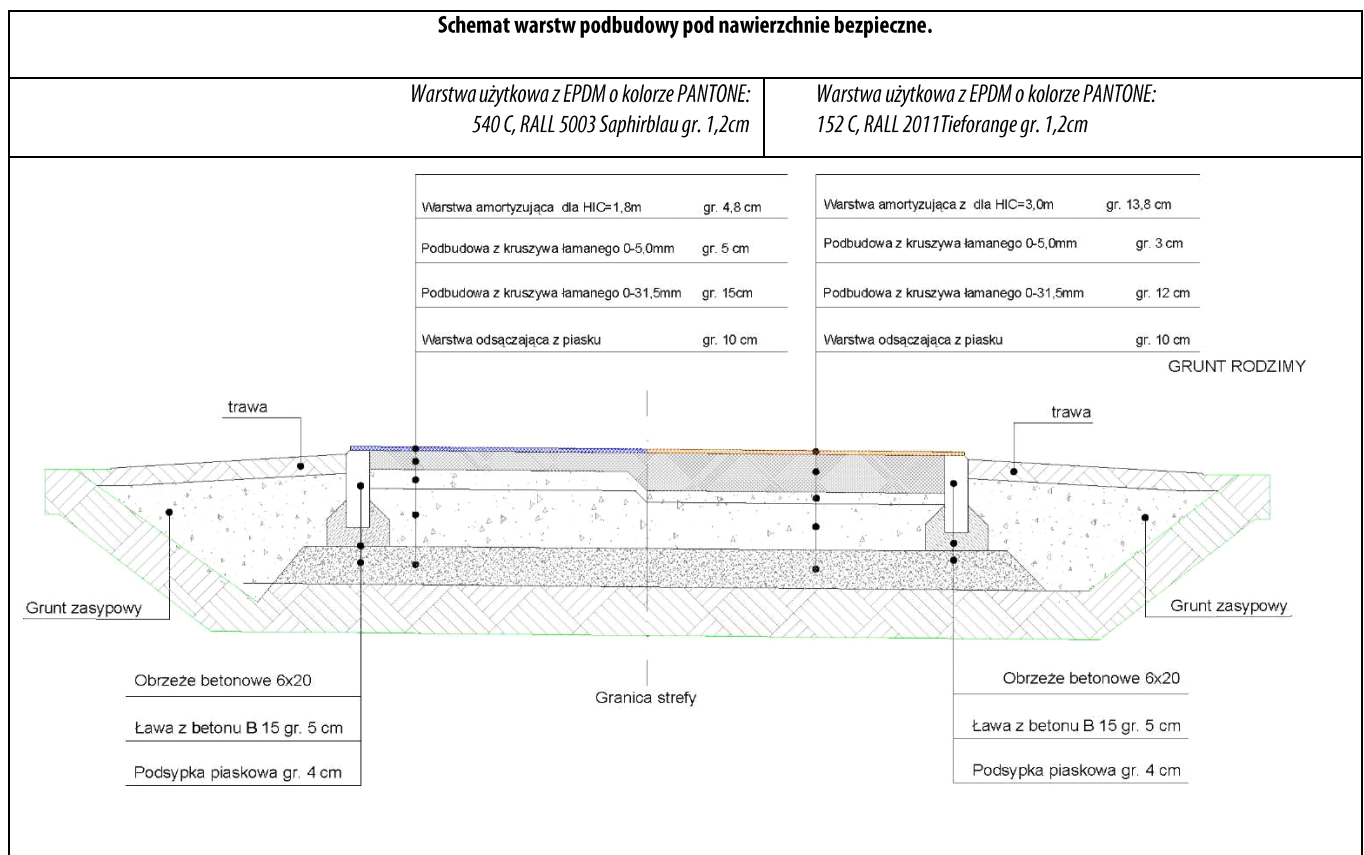 Schemat warstw podbudowy pod nawierzchnie bezpieczne.
Warstwa użytkowa z EPDM o kolorze PANTONE:
540 C, RALL 5003 Saphirblau gr. 1,2cm
Warstwa użytkowa z EPDM o kolorze PANTONE:
152 C, RALL 2011Tieforange gr. 1,2cm
Warstwa amortyzująca dla HIC=1,8m gr. 4,8 cm
Podbudowa z kruszywa łamanego 0-5,0mm gr. 5 cm
Podbudowa z kruszywa łamanego 0-31,5mm gr. 15cm
Warstwa odsączająca z piasku gr. 10 cm
Warstwa amortyzująca z dla HIC=3,0m gr. 13,8 cm
Podbudowa z kruszywa łamanego 0-5,0mm gr. 3 cm
Podbudowa z kruszywa łamanego 0-31,5mm gr. 12 cm
Warstwa odsączająca z piasku gr. 10 cm
GRUNT RODZIMY
trawa
trawa
Grunt zasypowy
Grunt zasypowy
Obrzeże betonowe 6x20
Ława z betonu B 15 gr. 5 cm
Podsypka piaskowa gr. 4 cm
Granica strefy
Obrzeże betonowe 6x20
Ława z betonu B 15 gr. 5 cm
Podsypka piaskowa gr. 4 cm